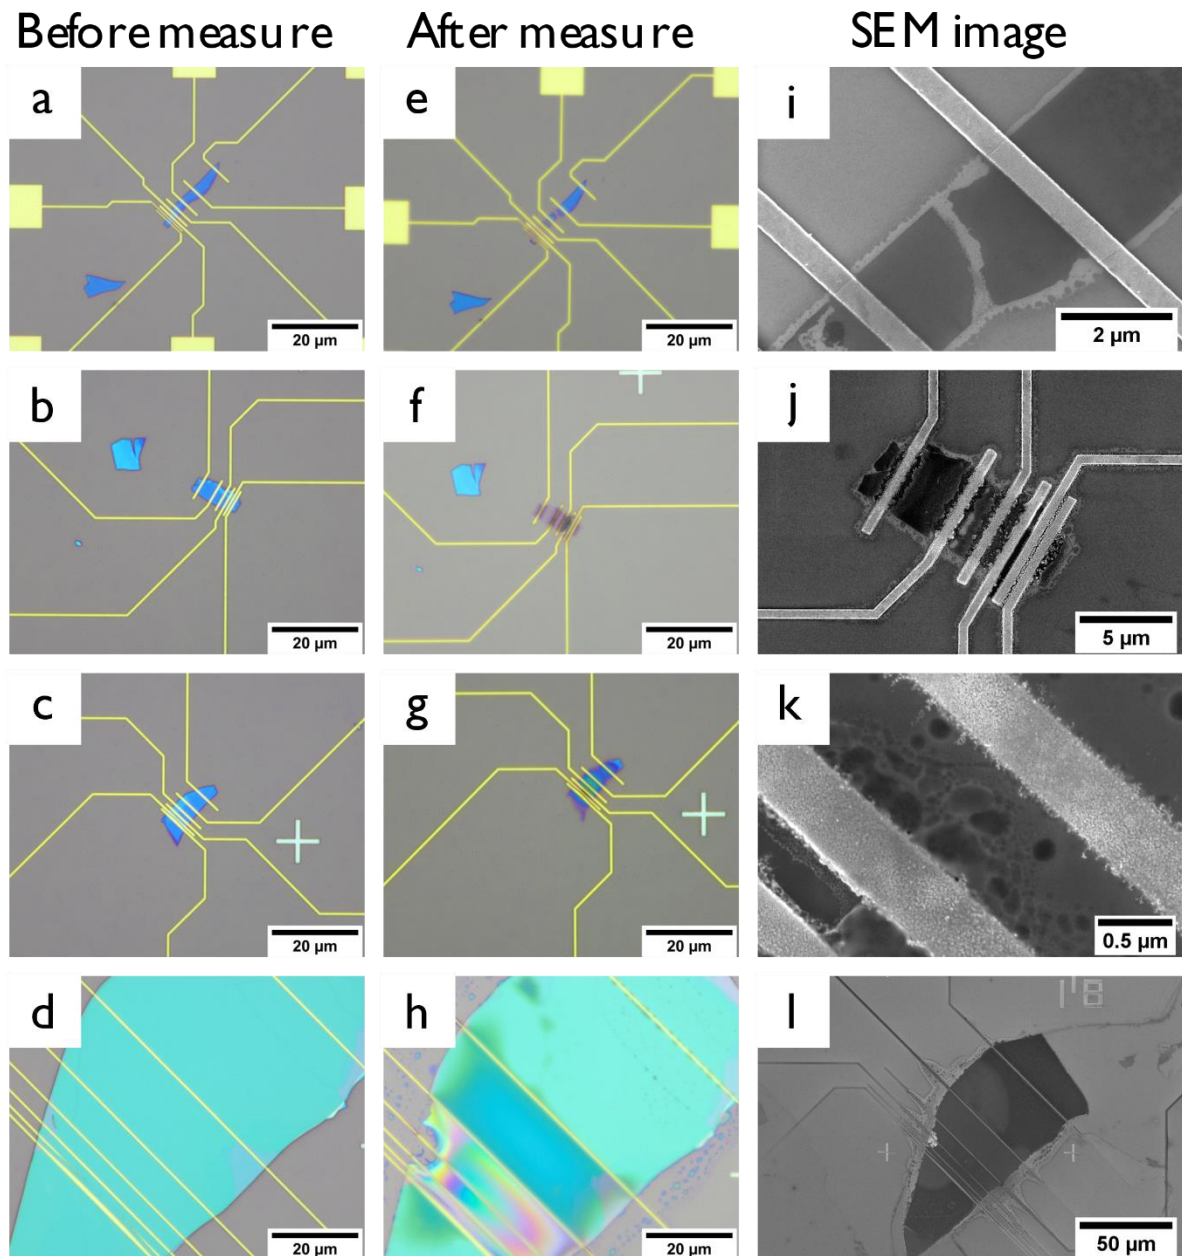 Before measure After measure SEM image
a e i
20 µm 20 µm 2 µm
b f j
20 µm 20 µm 5 µm
c g k
20 µm 20 µm 0.5 µm
d h l
20 µm 20 µm 50 µm